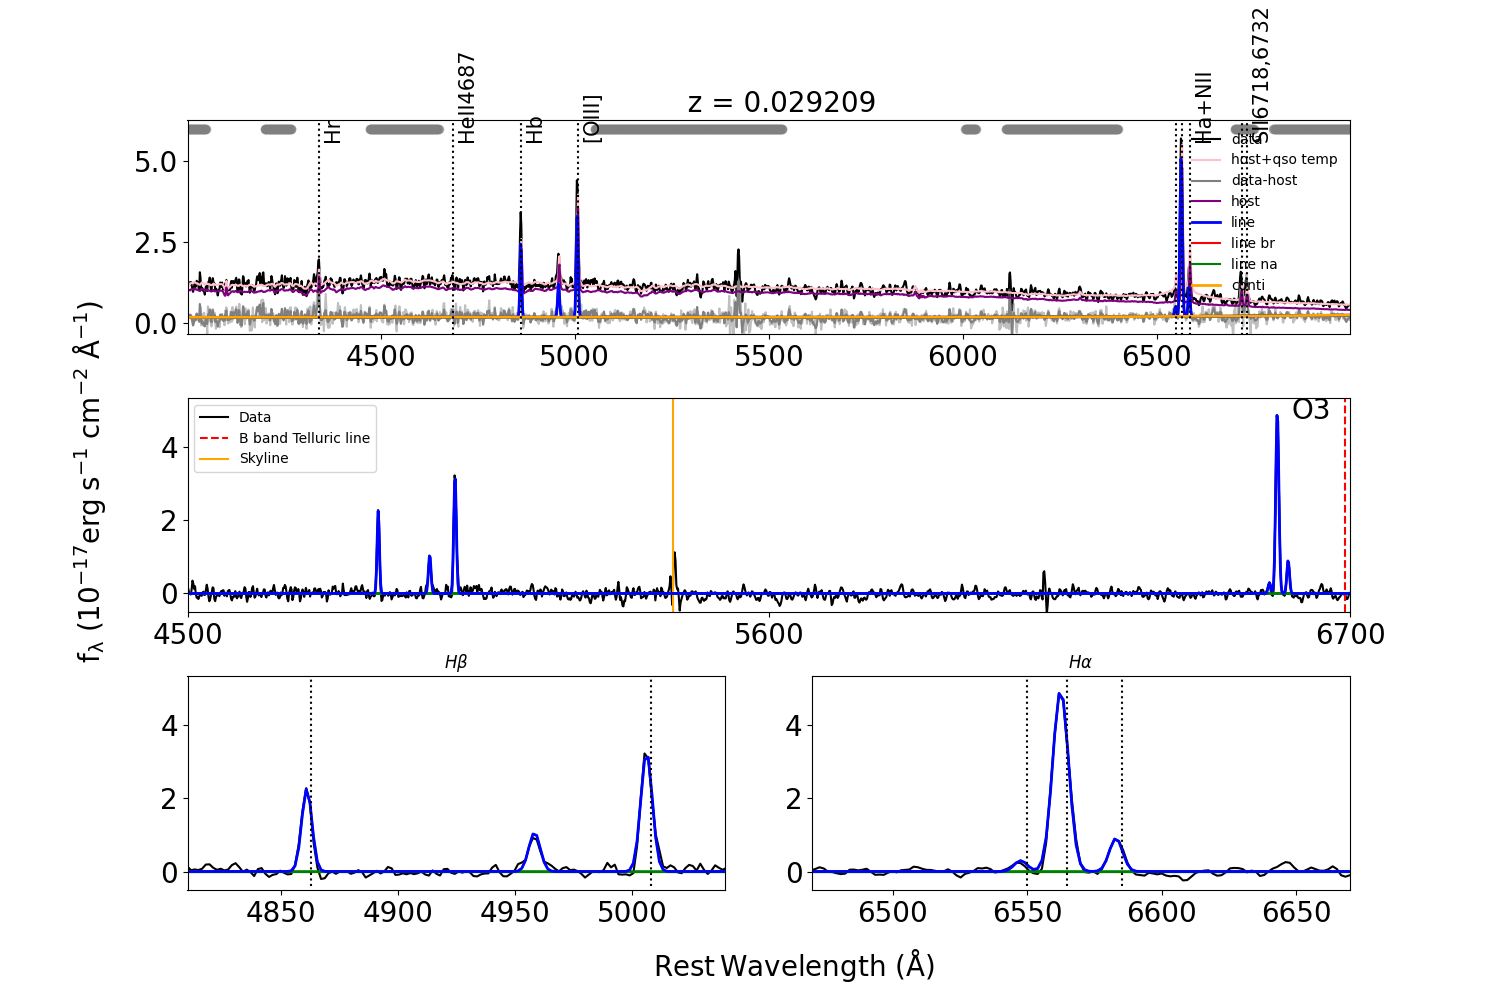 z = 0.029209
Hr
HeII4687
Hb
[OIII]
Ha+NII
SII6718,6732
data
host+qso temp
data-host
host
line
line br
line na
conti
5.0
2.5
0.0
4500 5000 5500 6000 6500
fλ (10⁻¹⁷erg s⁻¹ cm⁻² Å⁻¹)
Data
B band Telluric line
Skyline
O3
4
2
0
4500 5600 6700
Hβ
4
2
0
4850 4900 4950 5000
Hα
4
2
0
6500 6550 6600 6650
Rest Wavelength (Å)